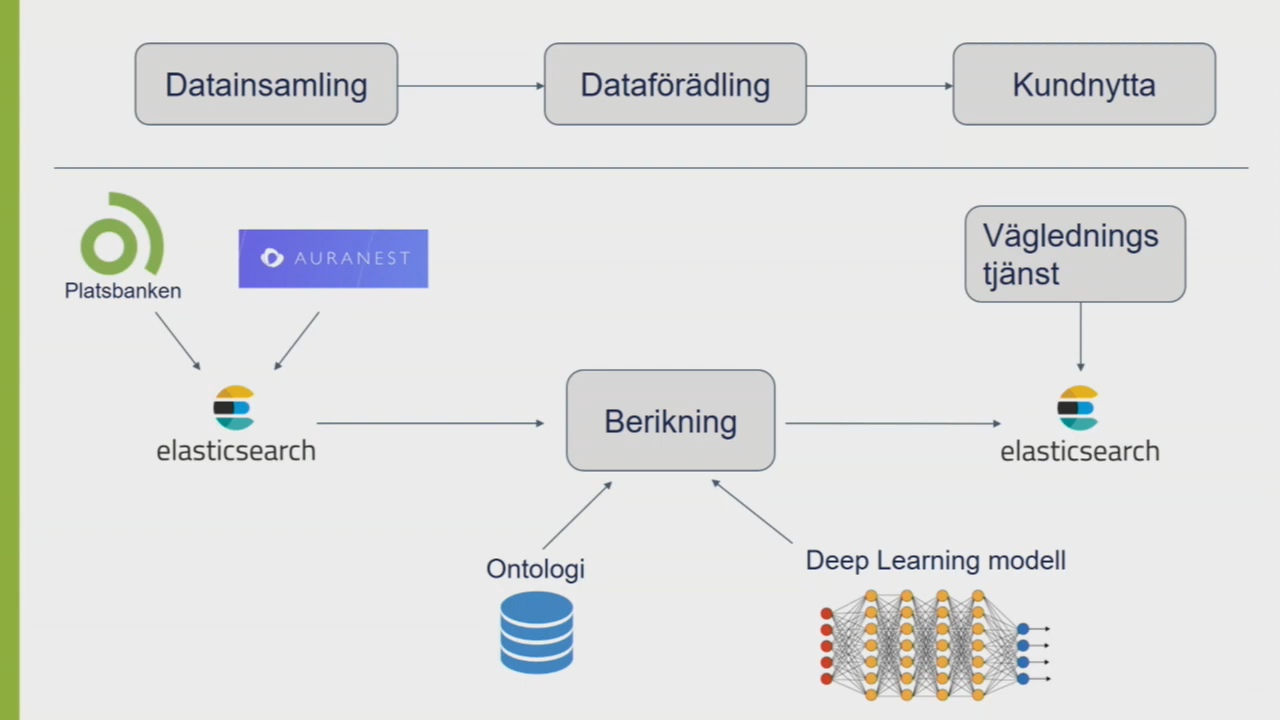 Datainsamling
Dataförädling
Kundnytta
Platsbanken
AURANEST
Väglednings
tjänst
elasticsearch
Berikning
elasticsearch
Ontologi
Deep Learning modell